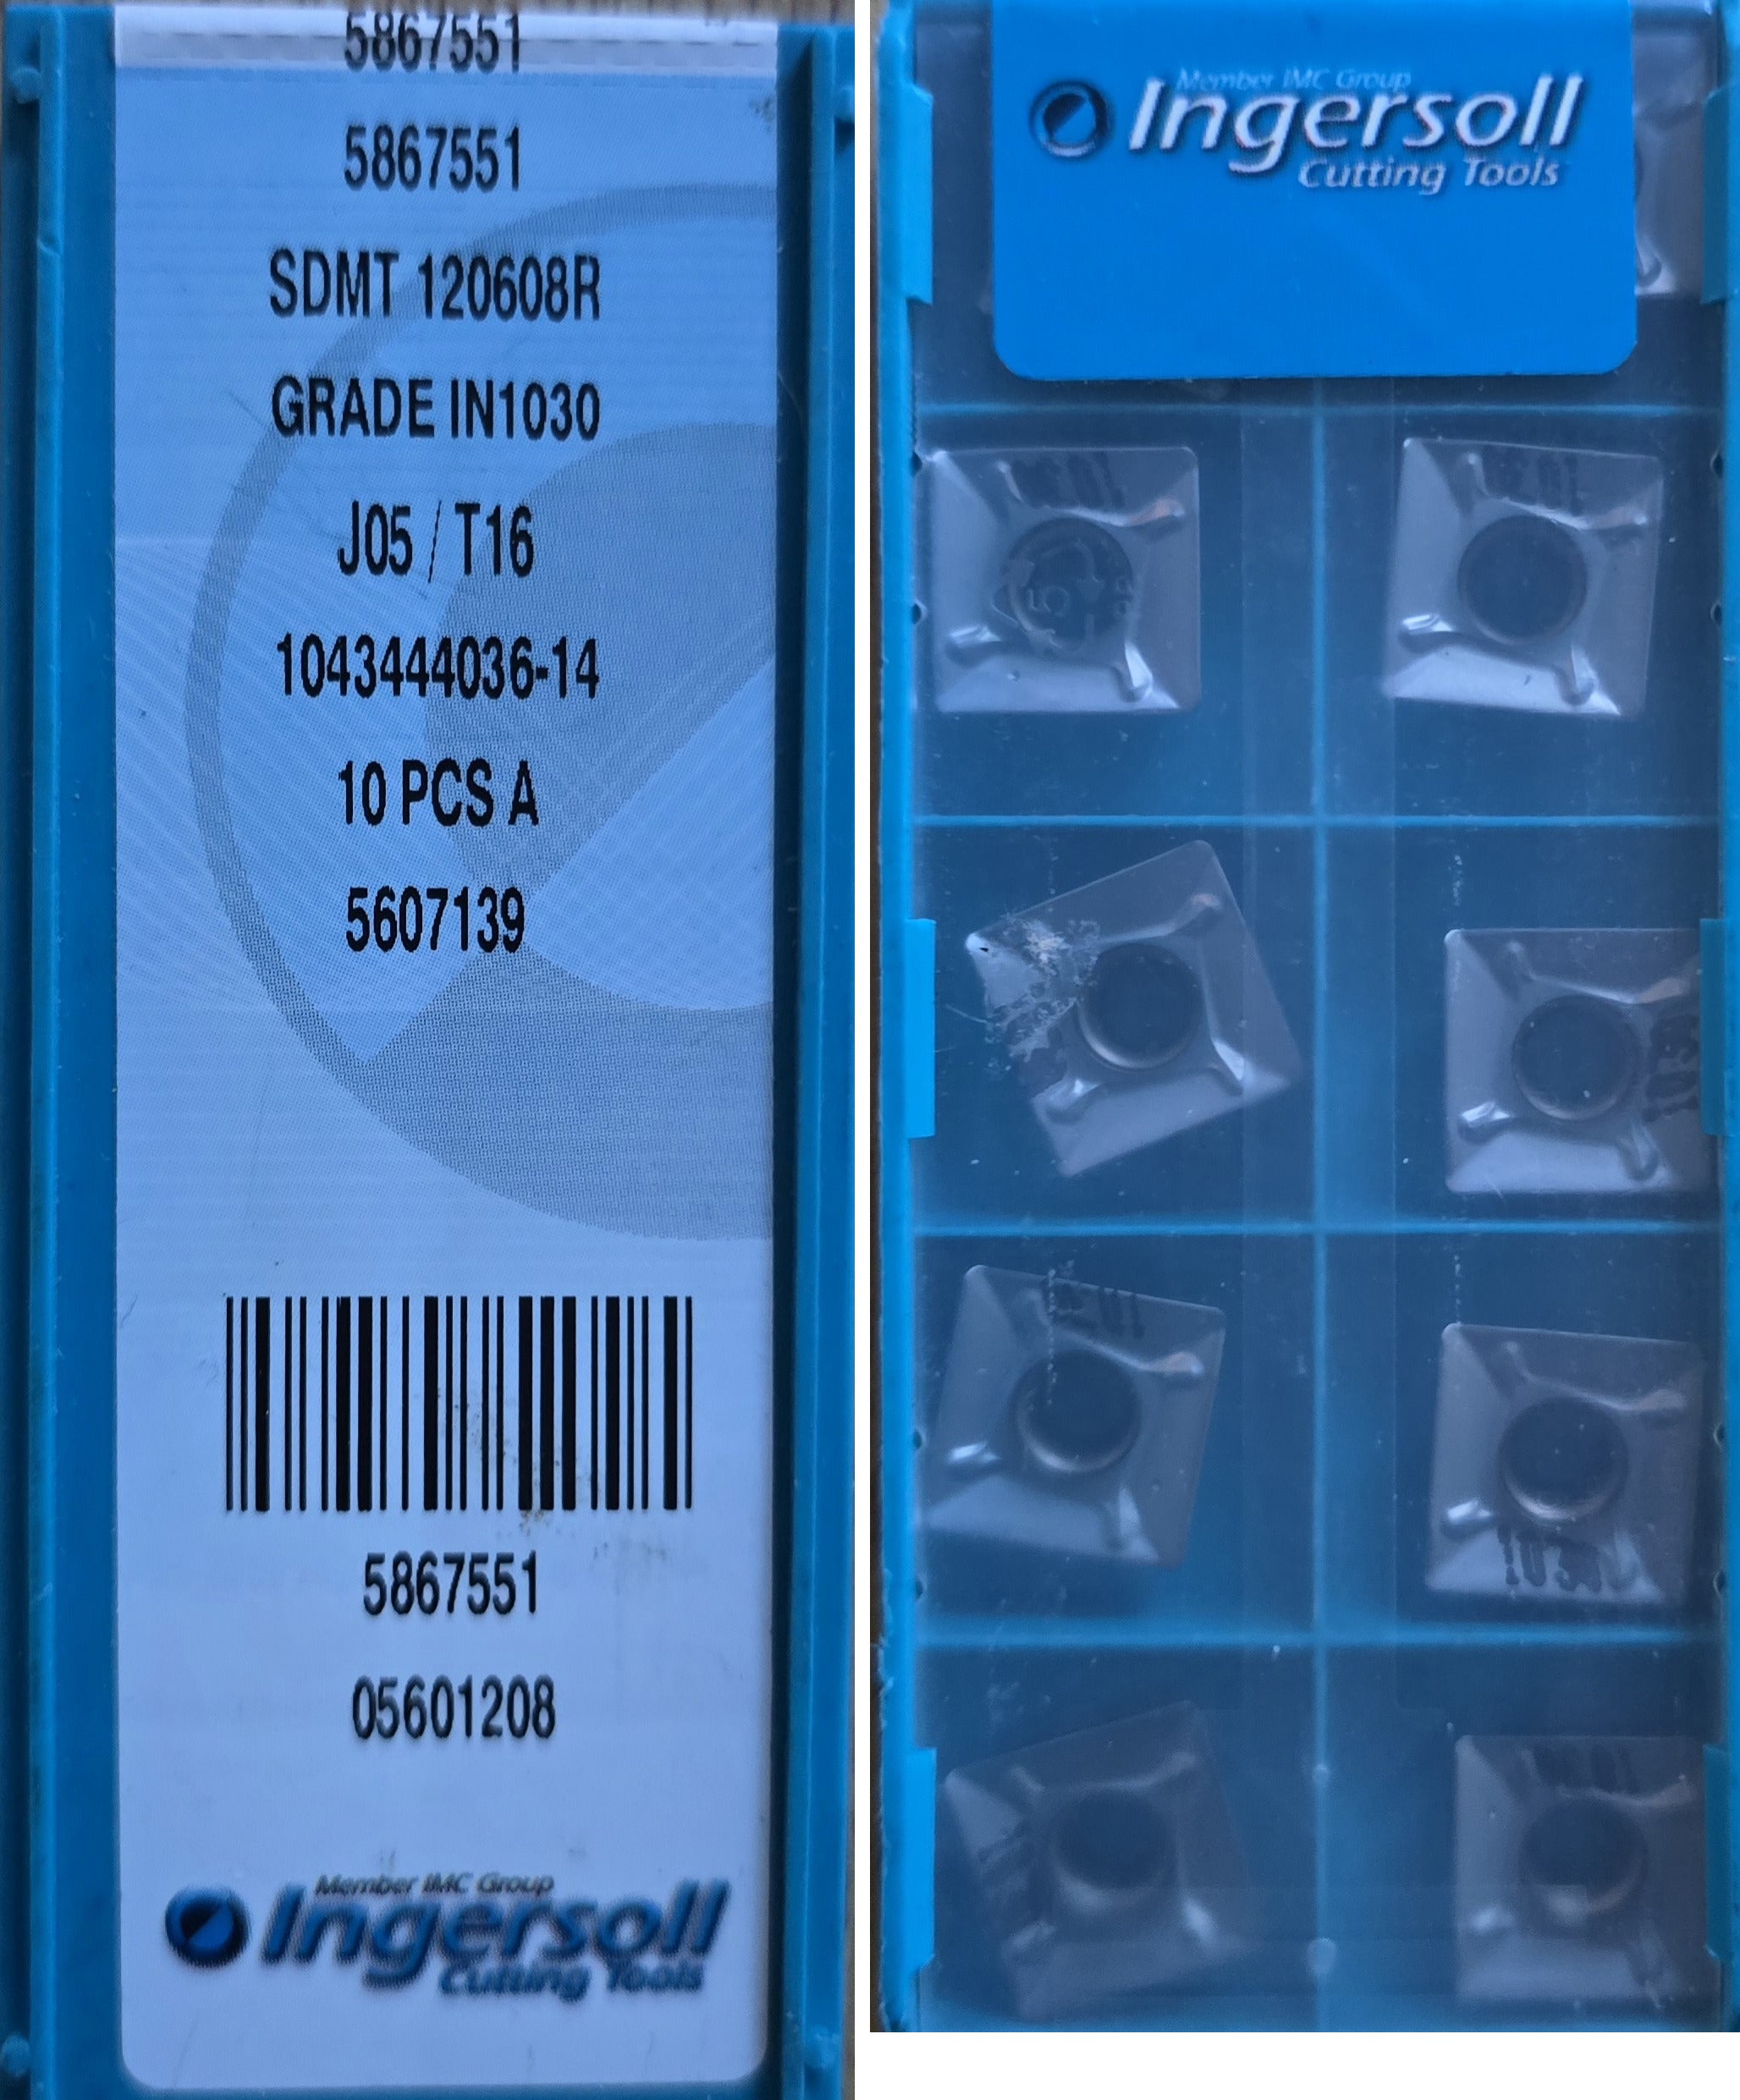 5867551
5867551
SDMT 120608R
GRADE IN1030
J05 / T16
1043444036-14
10 PCS A
5607139
5867551
05601208
Member IMC Group
Ingersoll
Cutting Tools
Member IMC Group
Ingersoll
Cutting Tools
1030